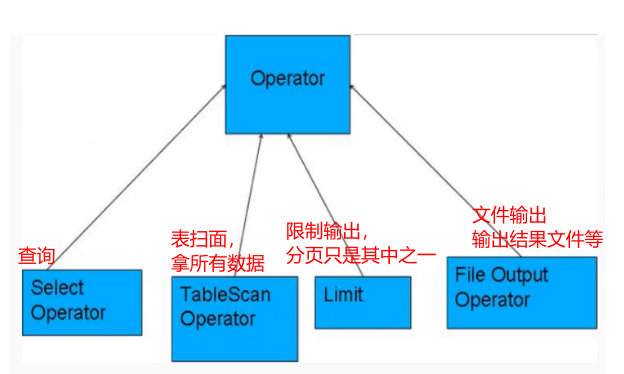 Operator
查询
表扫面，
拿所有数据
限制输出，
分页只是其中之一
文件输出
输出结果文件等
Select
Operator
TableScan
Operator
Limit
File Output
Operator